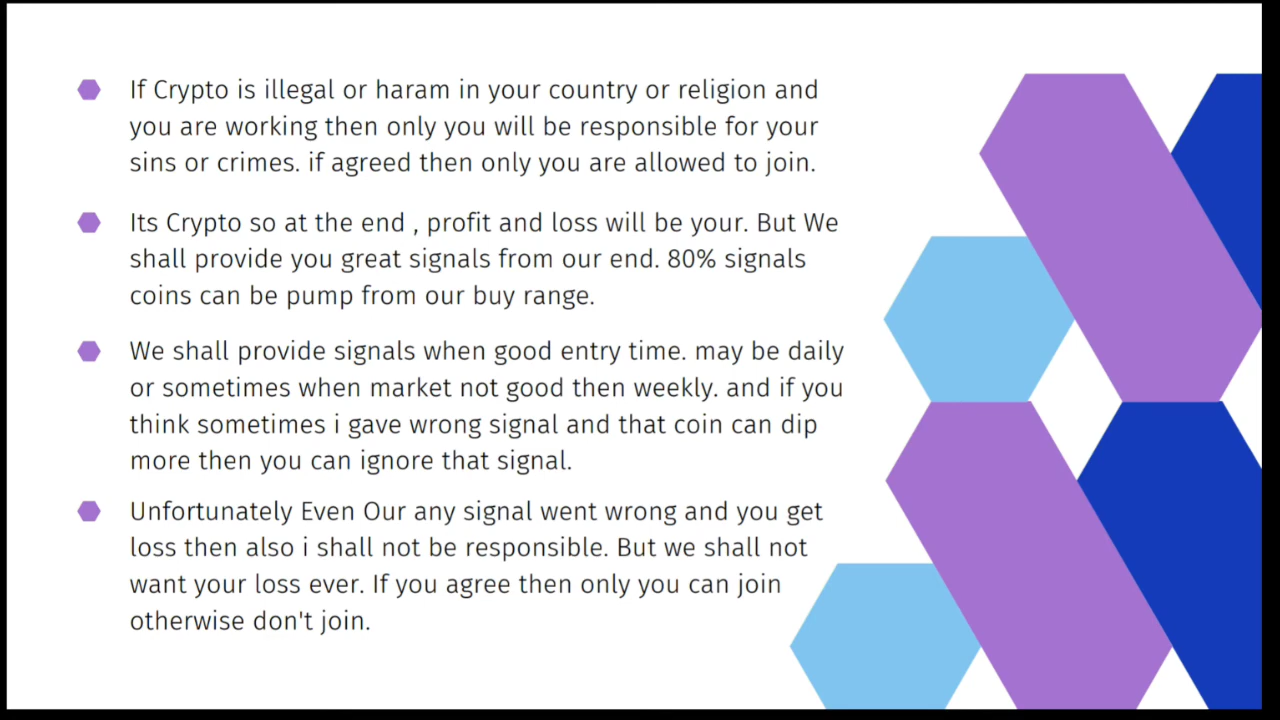 If Crypto is illegal or haram in your country or religion and
you are working then only you will be responsible for your
sins or crimes. if agreed then only you are allowed to join.
Its Crypto so at the end , profit and loss will be your. But We
shall provide you great signals from our end. 80% signals
coins can be pump from our buy range.
We shall provide signals when good entry time. may be daily
or sometimes when market not good then weekly. and if you
think sometimes i gave wrong signal and that coin can dip
more then you can ignore that signal.
Unfortunately Even Our any signal went wrong and you get
loss then also i shall not be responsible. But we shall not
want your loss ever. If you agree then only you can join
otherwise don't join.